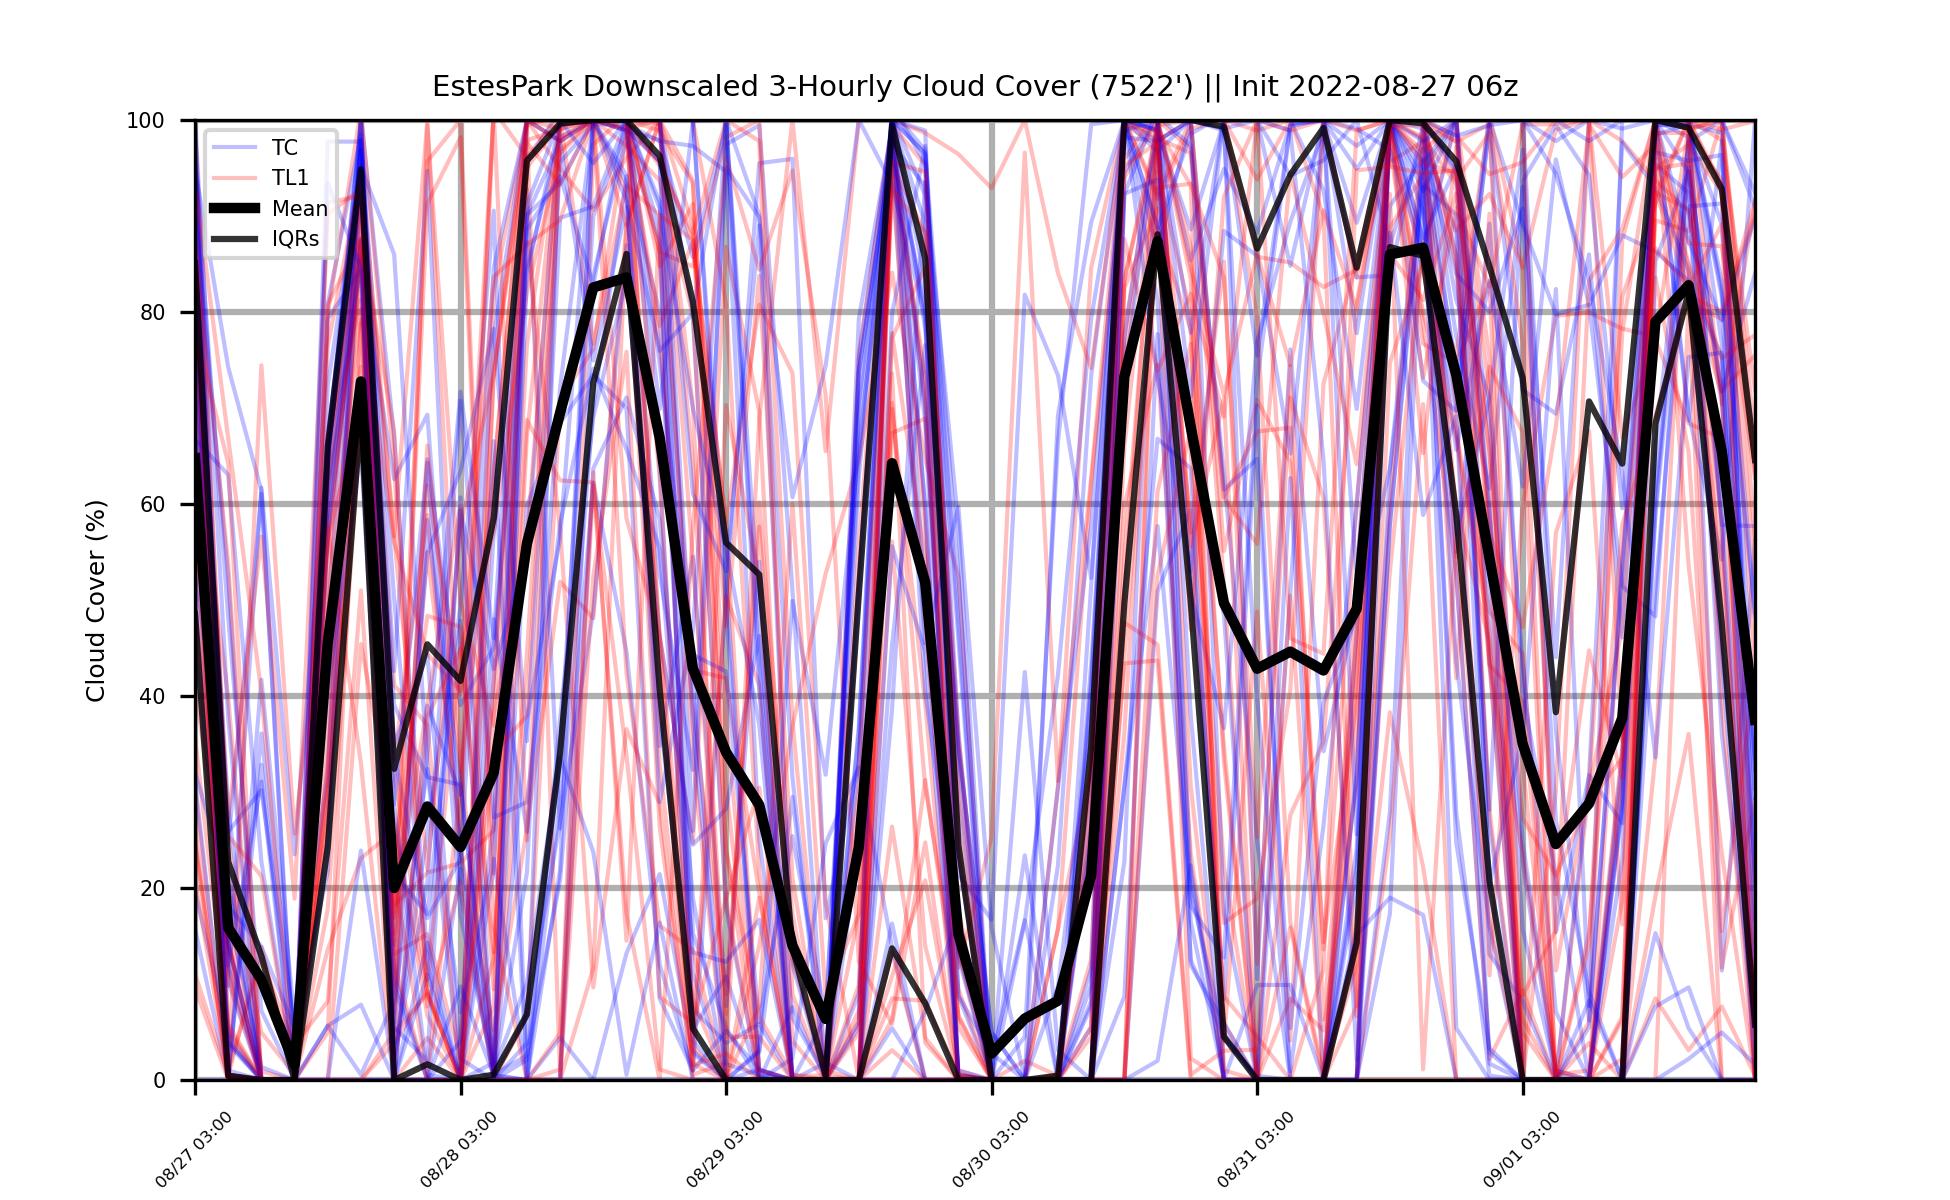 EstesPark Downscaled 3-Hourly Cloud Cover (7522') || Init 2022-08-27 06z
TC
TL1
Mean
IQRs
Cloud Cover (%)
100
80
60
40
20
0
08/27 03:00
08/28 03:00
08/29 03:00
08/30 03:00
08/31 03:00
09/01 03:00